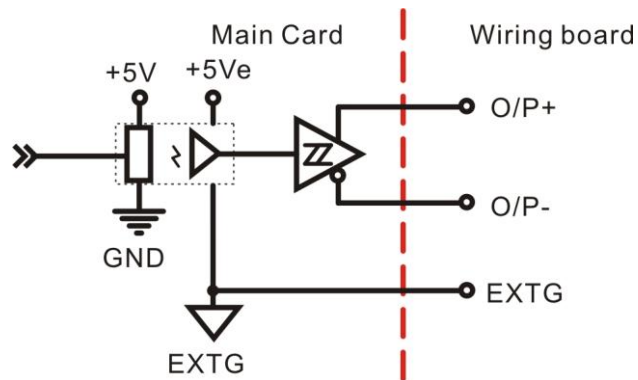 Main Card
Wiring board
+5V
+5Ve
O/P+
O/P-
GND
EXTG
EXTG